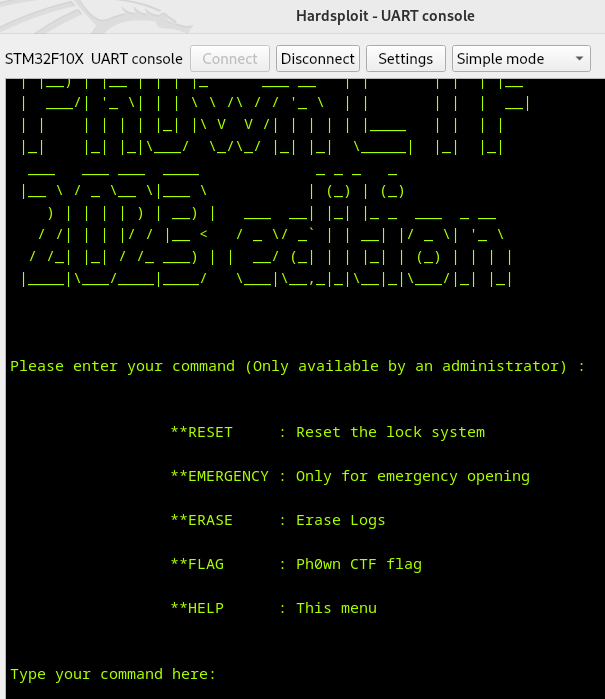 Hardsploit - UART console
STM32F10X UART console Connect Disconnect Settings Simple mode
Please enter your command (Only available by an administrator) :
**RESET : Reset the lock system
**EMERGENCY : Only for emergency opening
**ERASE : Erase Logs
**FLAG : Ph0wn CTF flag
**HELP : This menu
Type your command here: